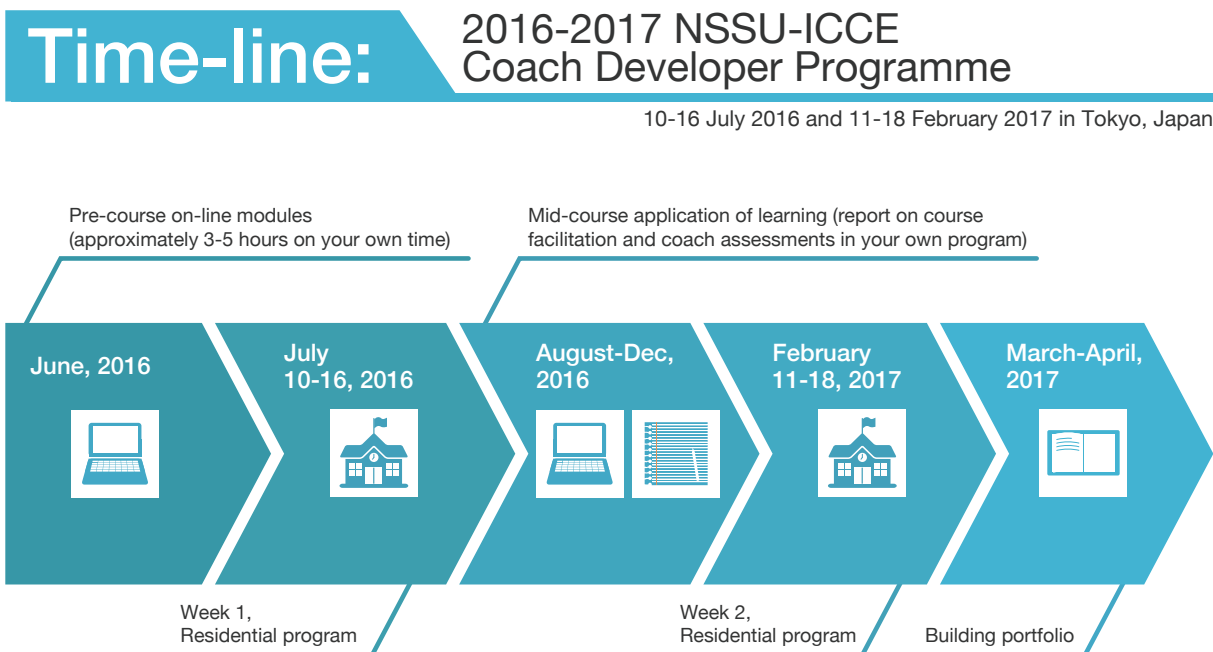 Time-line:
2016-2017 NSSU-ICCE
Coach Developer Programme
10-16 July 2016 and 11-18 February 2017 in Tokyo, Japan
Pre-course on-line modules
(approximately 3-5 hours on your own time)
Mid-course application of learning (report on course
facilitation and coach assessments in your own program)
June, 2016
July
10-16, 2016
August-Dec,
2016
February
11-18, 2017
March-April,
2017
Week 1,
Residential program
Week 2,
Residential program
Building portfolio